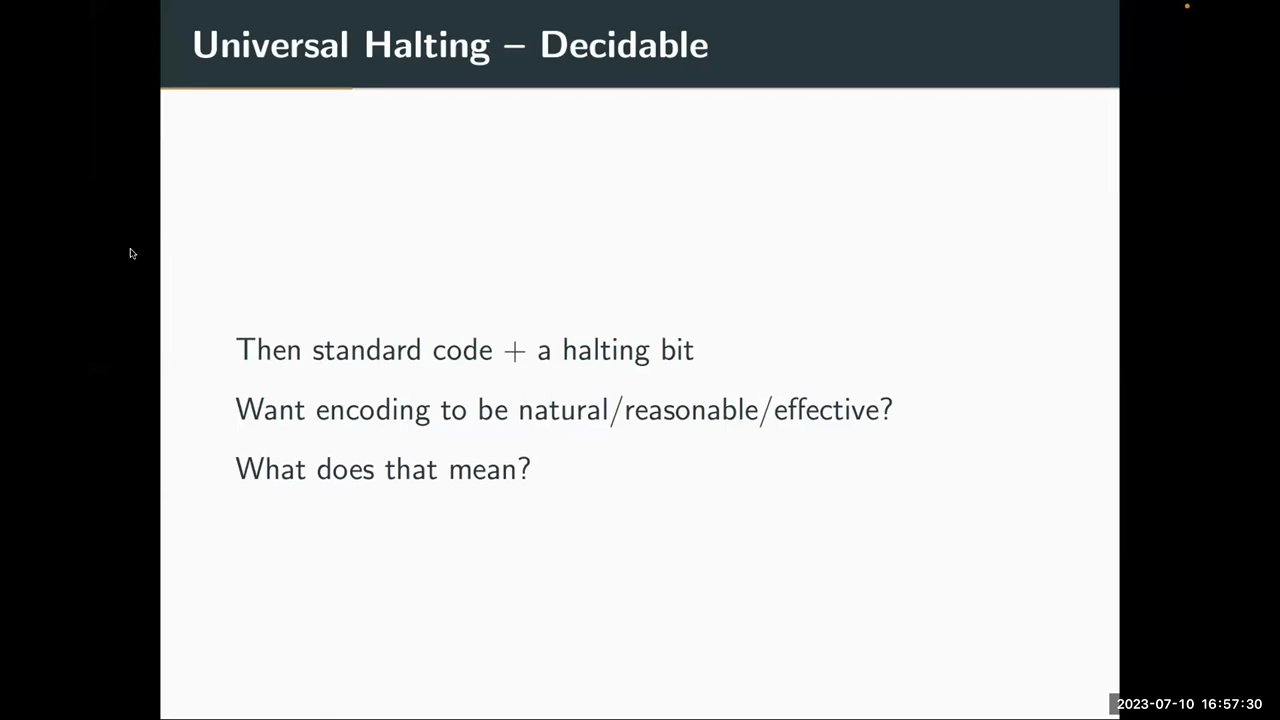 Universal Halting – Decidable
Then standard code + a halting bit
Want encoding to be natural/reasonable/effective?
What does that mean?
2023-07-10 16:57:30